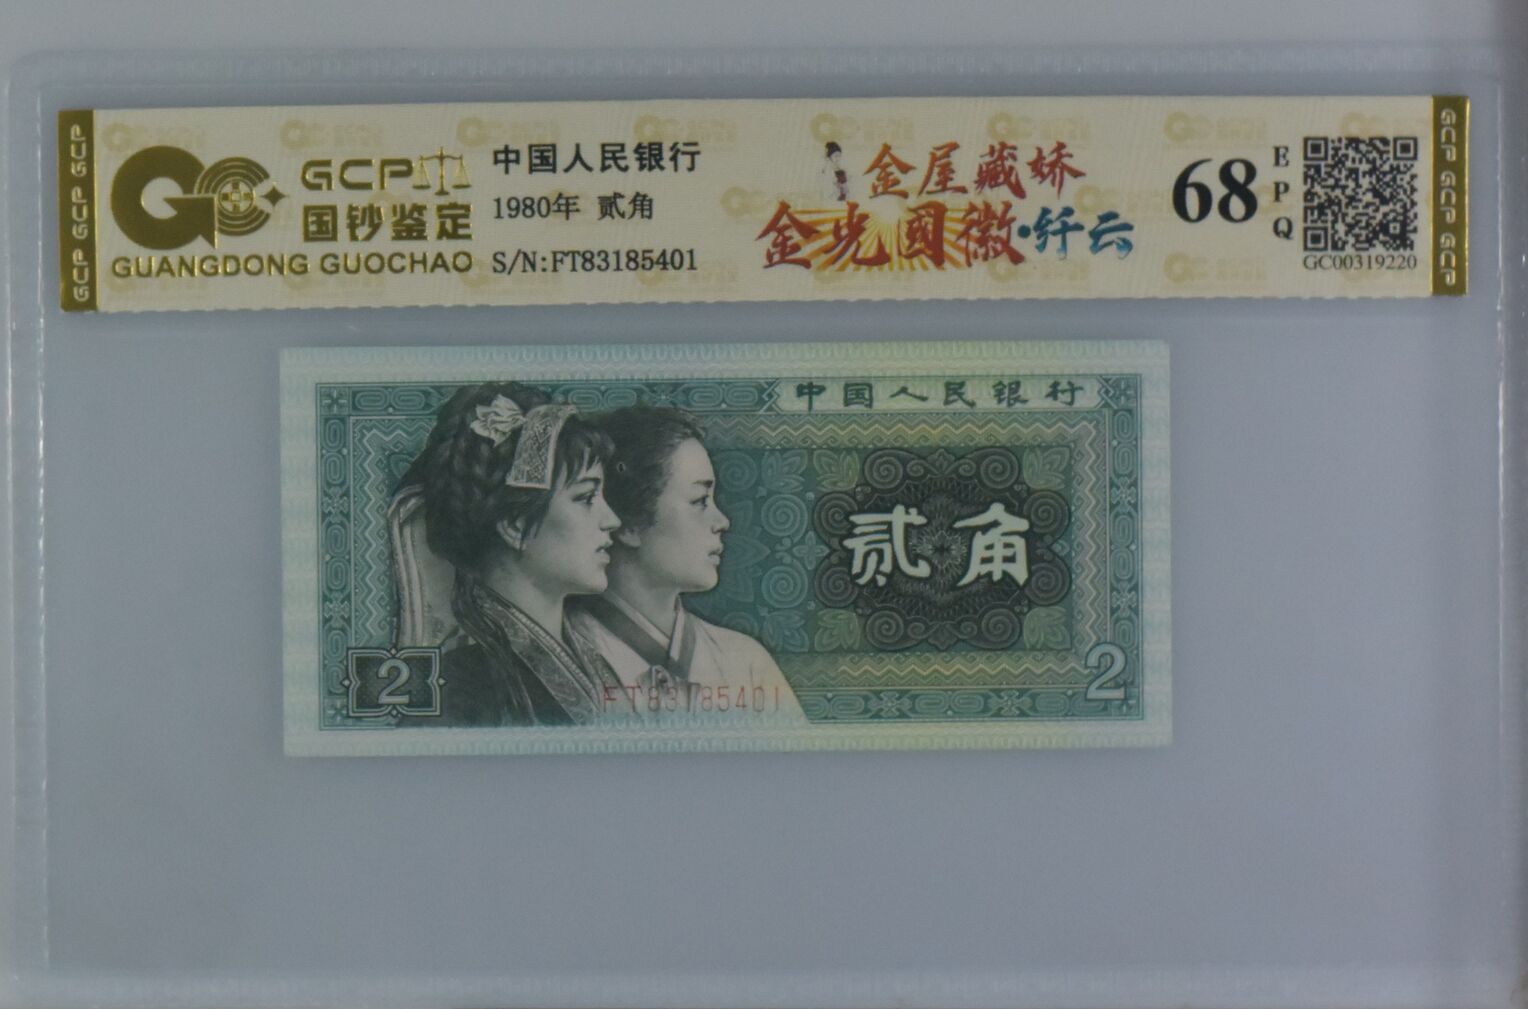 GCP GCP GCP
GCP
国钞鉴定
GUANGDONG GUOCHAO
中国人民银行
1980年 贰角
S/N:FT83185401
金屋藏娇
金光國徽·钎云
68
EPQ
GC00319220
GCP GCP GCP
中国人民银行
贰角
2
2
FT83185401